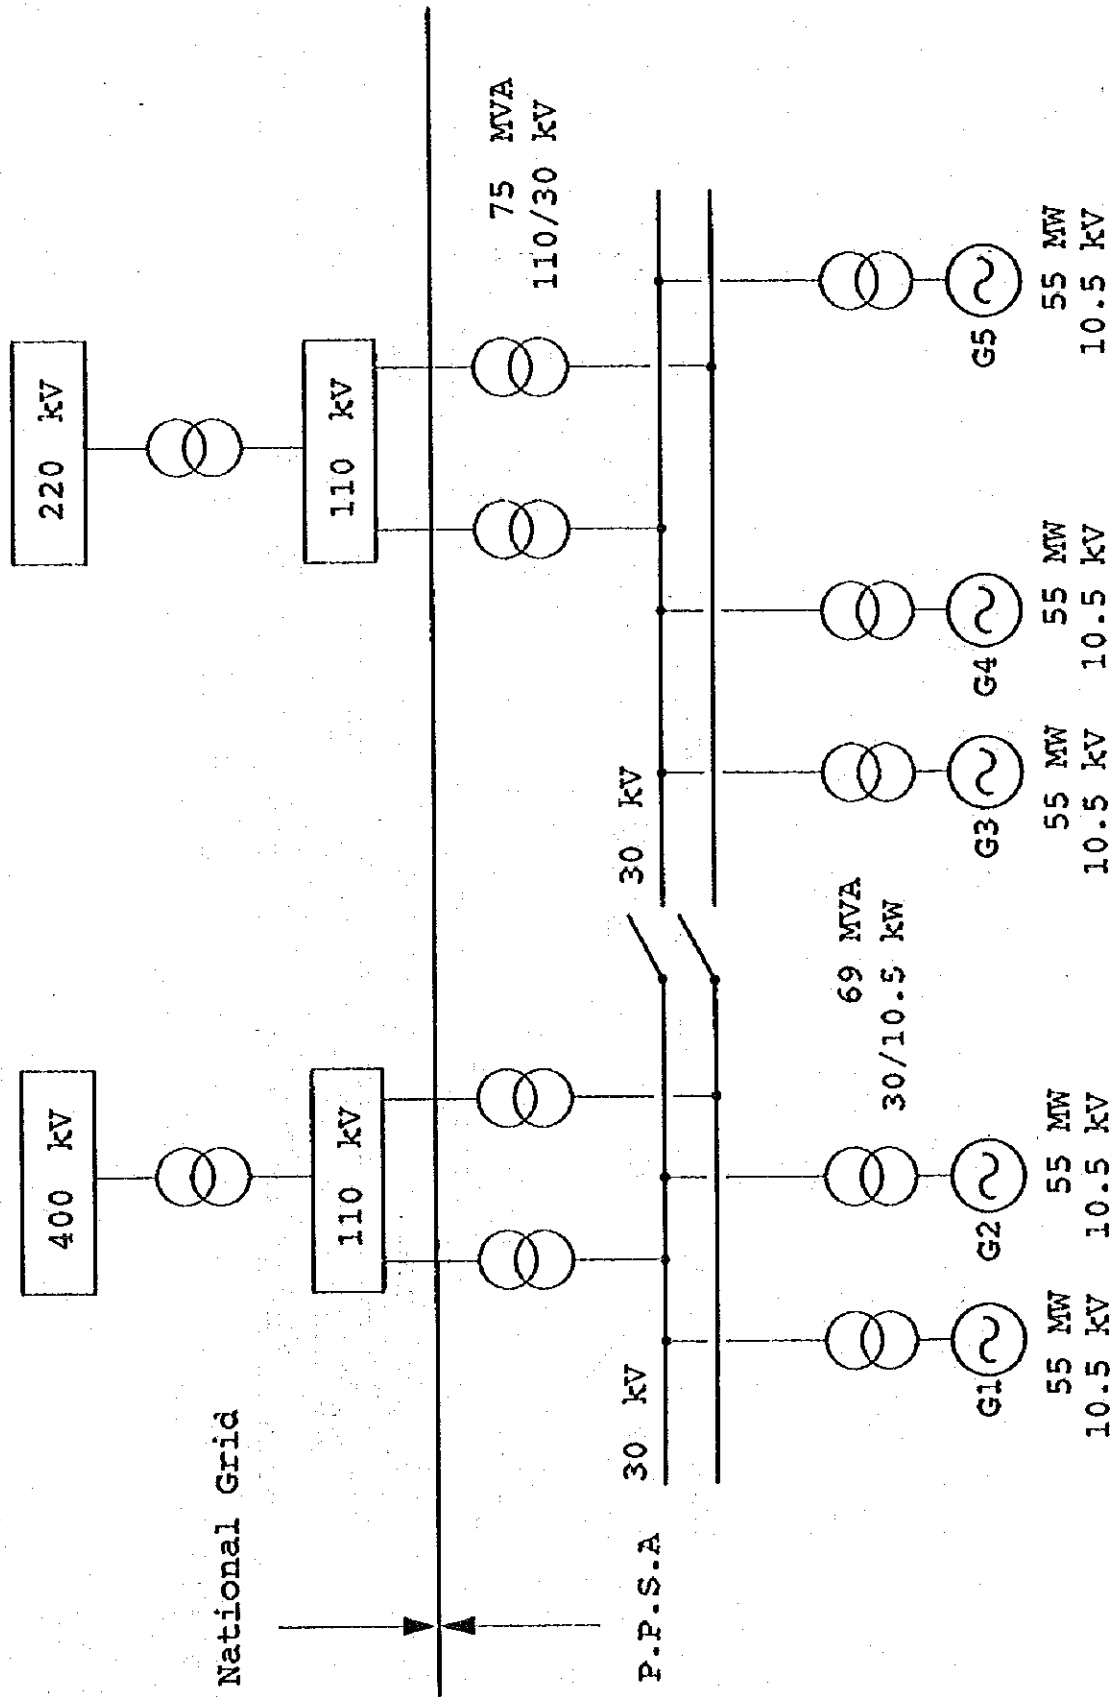 National Grid
400 kV
220 kV
110 kV
110 kV
75 MVA
110/30 kV
P.P.S.A
30 kV
30 kV
69 MVA
30/10.5 kW
G1
G2
G3
G4
G5
55 MW
10.5 kV
55 MW
10.5 kV
55 MW
10.5 kV
55 MW
10.5 kV
55 MW
10.5 kV